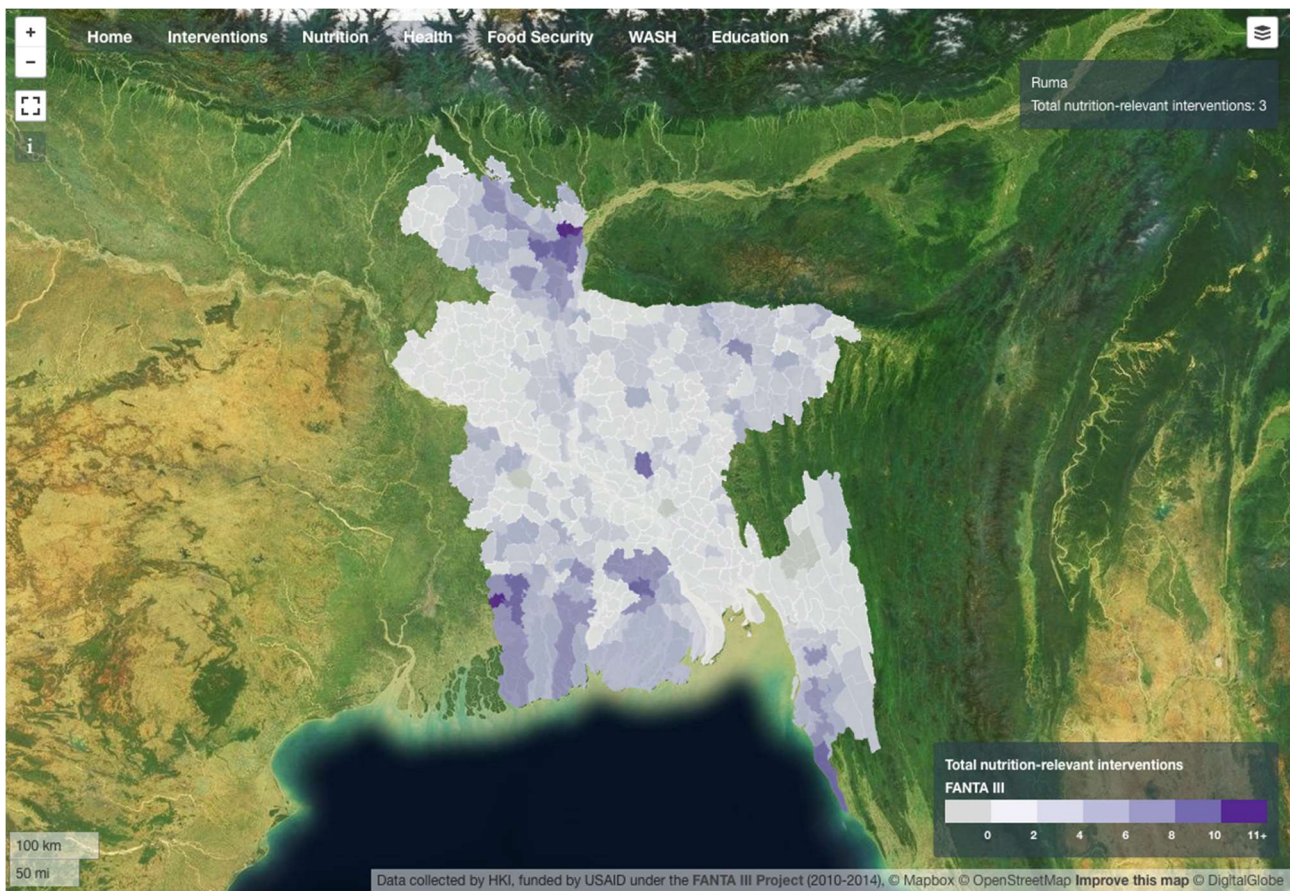 +
Home Interventions Nutrition Health Food Security WASH Education
−
i
Ruma
Total nutrition-relevant interventions: 3
Total nutrition-relevant interventions
FANTA III
0 2 4 6 8 10 11+
100 km
50 mi
Data collected by HKI, funded by USAID under the FANTA III Project (2010-2014), © Mapbox © OpenStreetMap Improve this map © DigitalGlobe